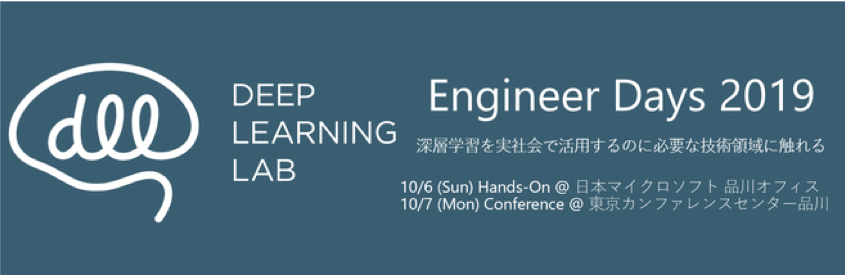 dll
DEEP
LEARNING
LAB
Engineer Days 2019
深層学習を実社会で活用するのに必要な技術領域に触れる
10/6 (Sun) Hands-On @ 日本マイクロソフト 品川オフィス
10/7 (Mon) Conference @ 東京カンファレンスセンター品川